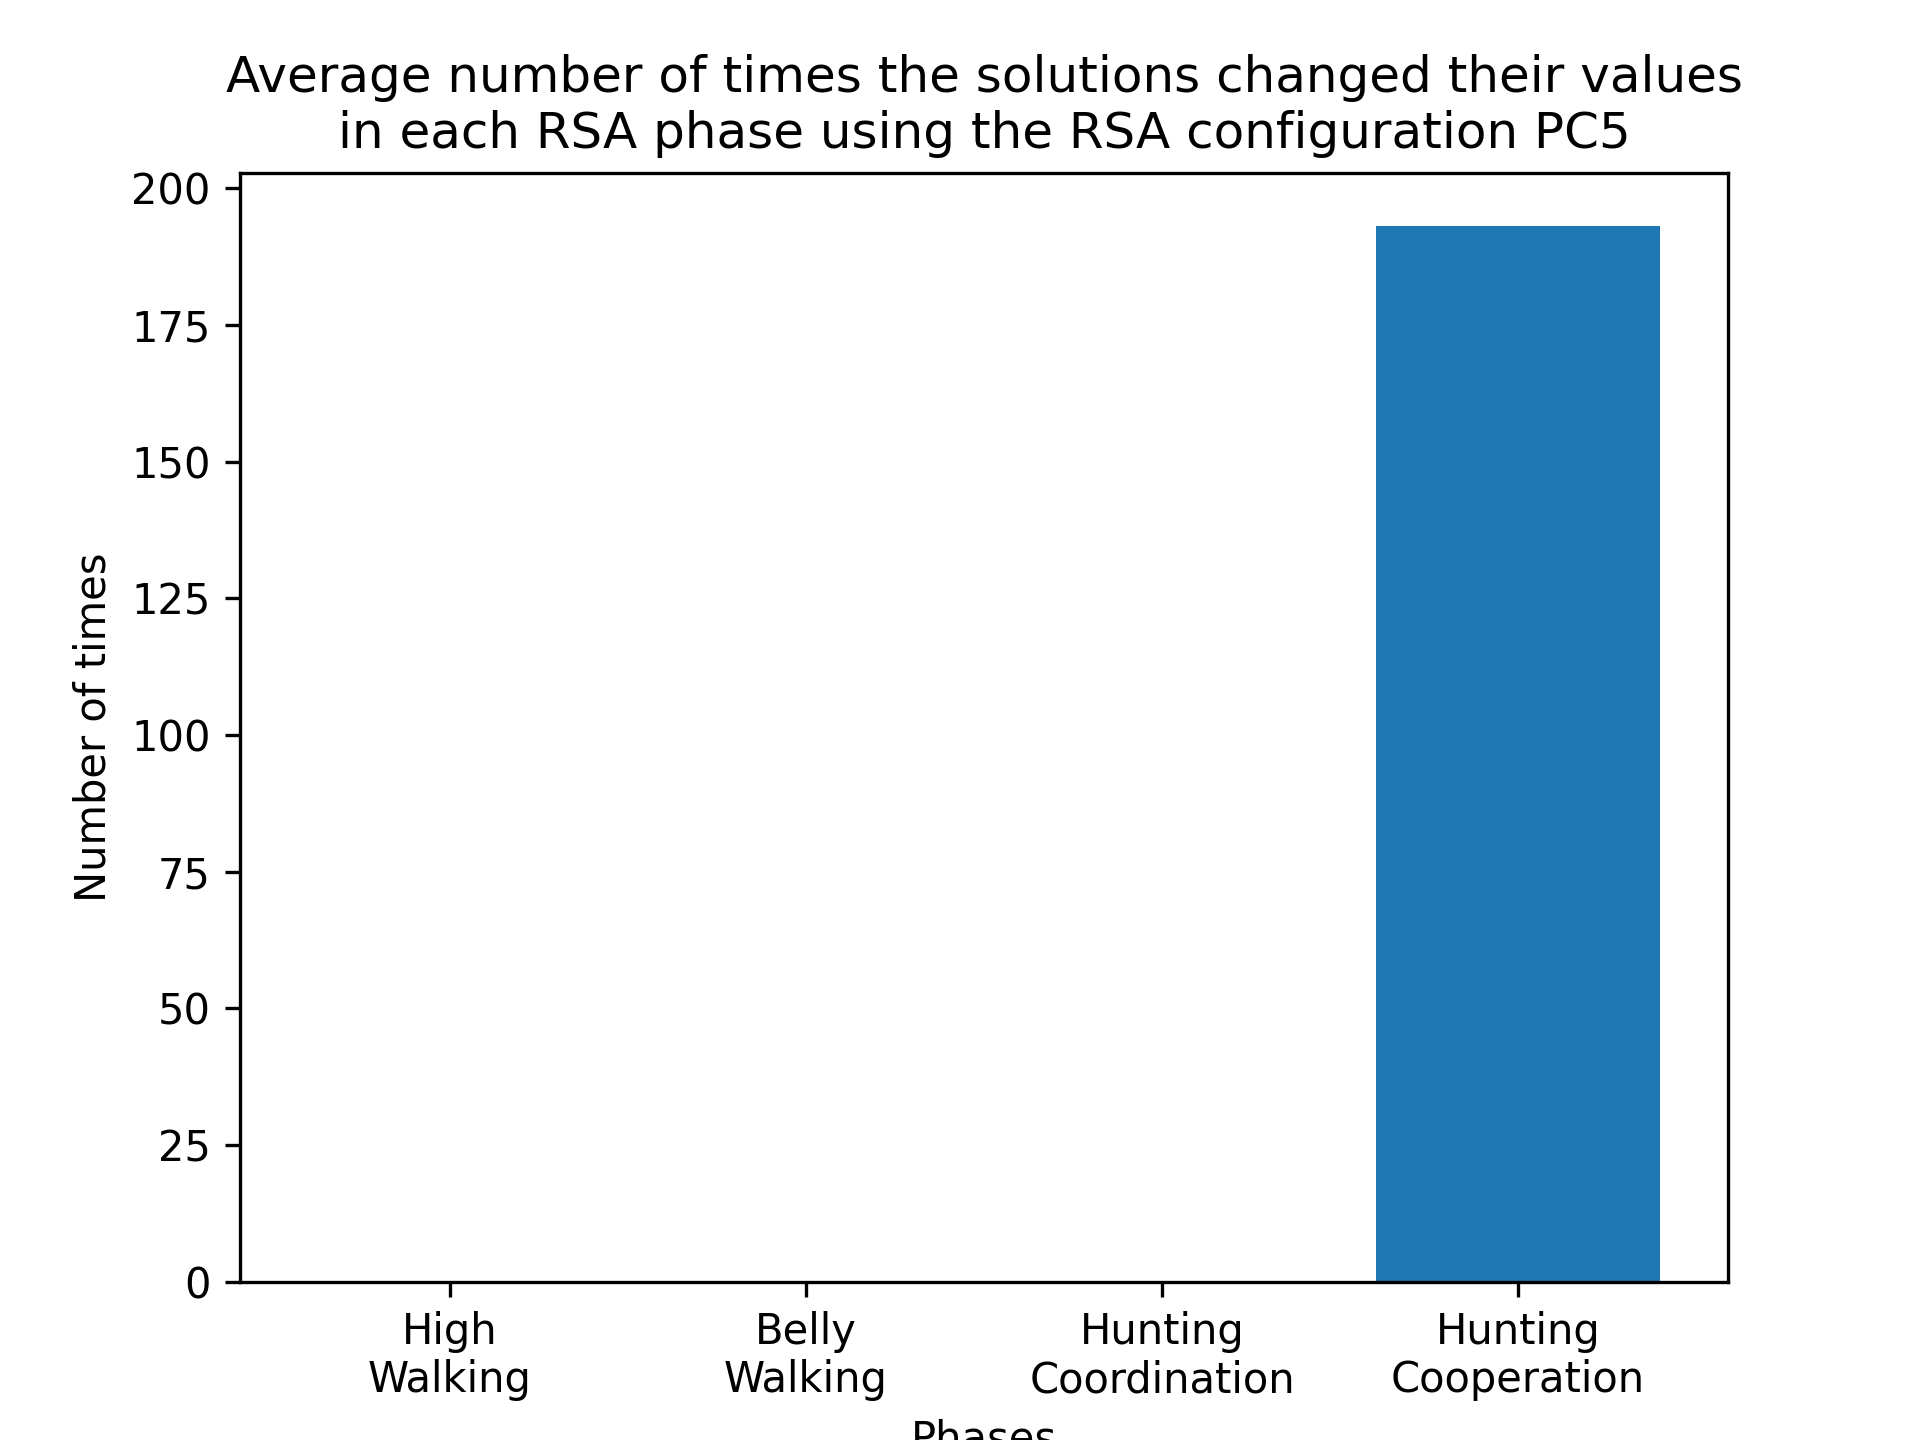 Average number of times the solutions changed their values
in each RSA phase using the RSA configuration PC5
200
175
150
125
100
75
50
25
0
Number of times
High
Walking
Belly
Walking
Hunting
Coordination
Hunting
Cooperation
Phases